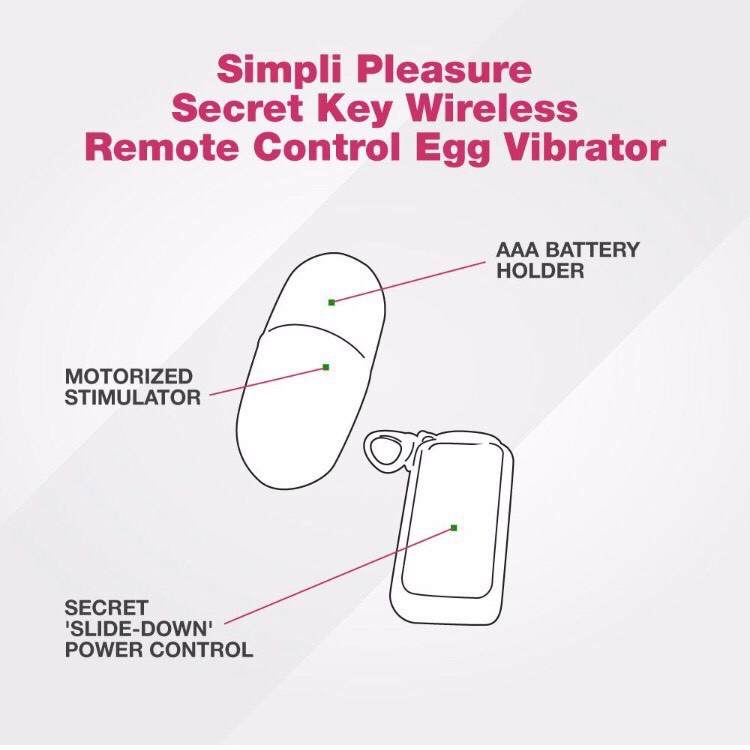 Simpli Pleasure
Secret Key Wireless
Remote Control Egg Vibrator
AAA BATTERY
HOLDER
MOTORIZED
STIMULATOR
SECRET
'SLIDE-DOWN'
POWER CONTROL